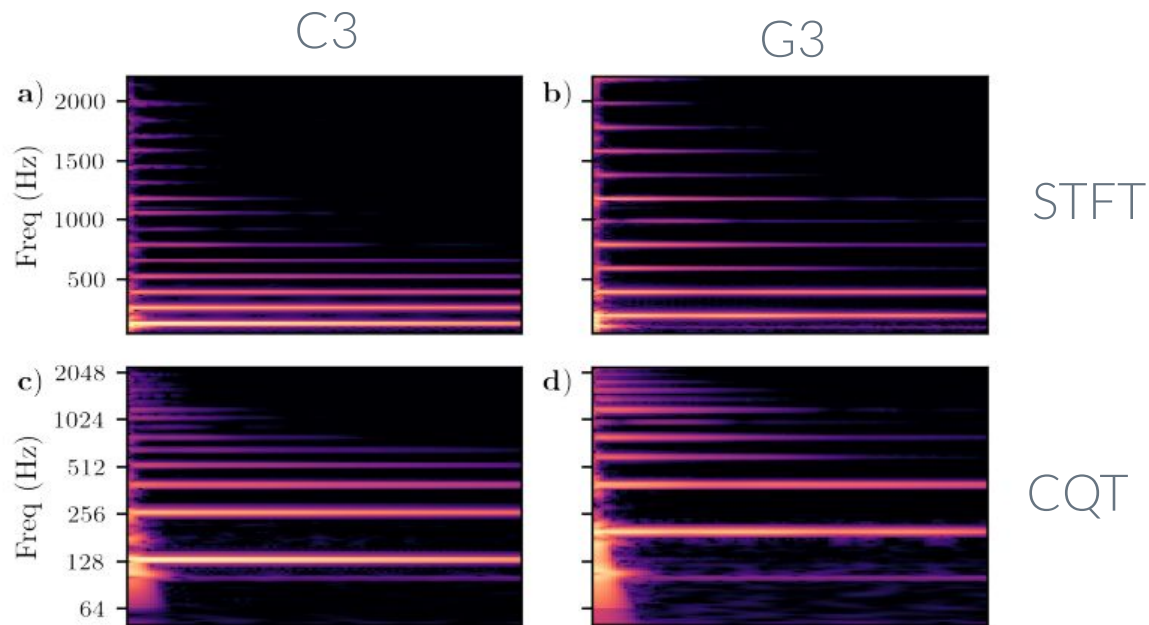 C3
G3
a)
2000
1500
1000
500
Freq (Hz)
b)
STFT
c)
2048
1024
512
256
128
64
Freq (Hz)
d)
CQT